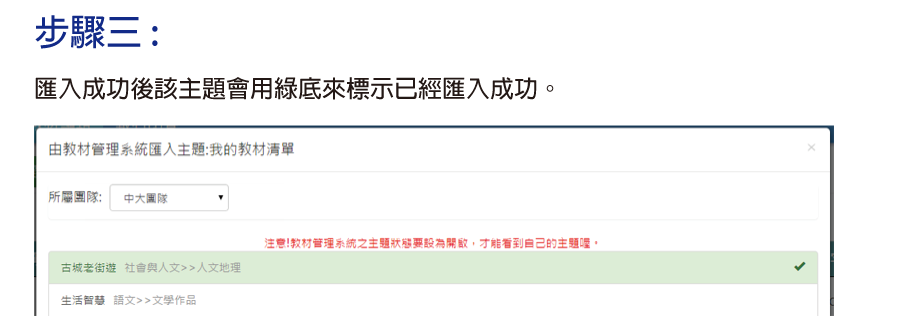 步驟三：
匯入成功後該主題會用綠底來標示已經匯入成功。
由教材管理系統匯入主題:我的教材清單 ×
所屬團隊: 中大團隊
注意!教材管理系統之主題狀態要設為開啟，才能看到自己的主題喔。
古城老街遊 社會與人文>>人文地理
生活智慧 語文>>文學作品